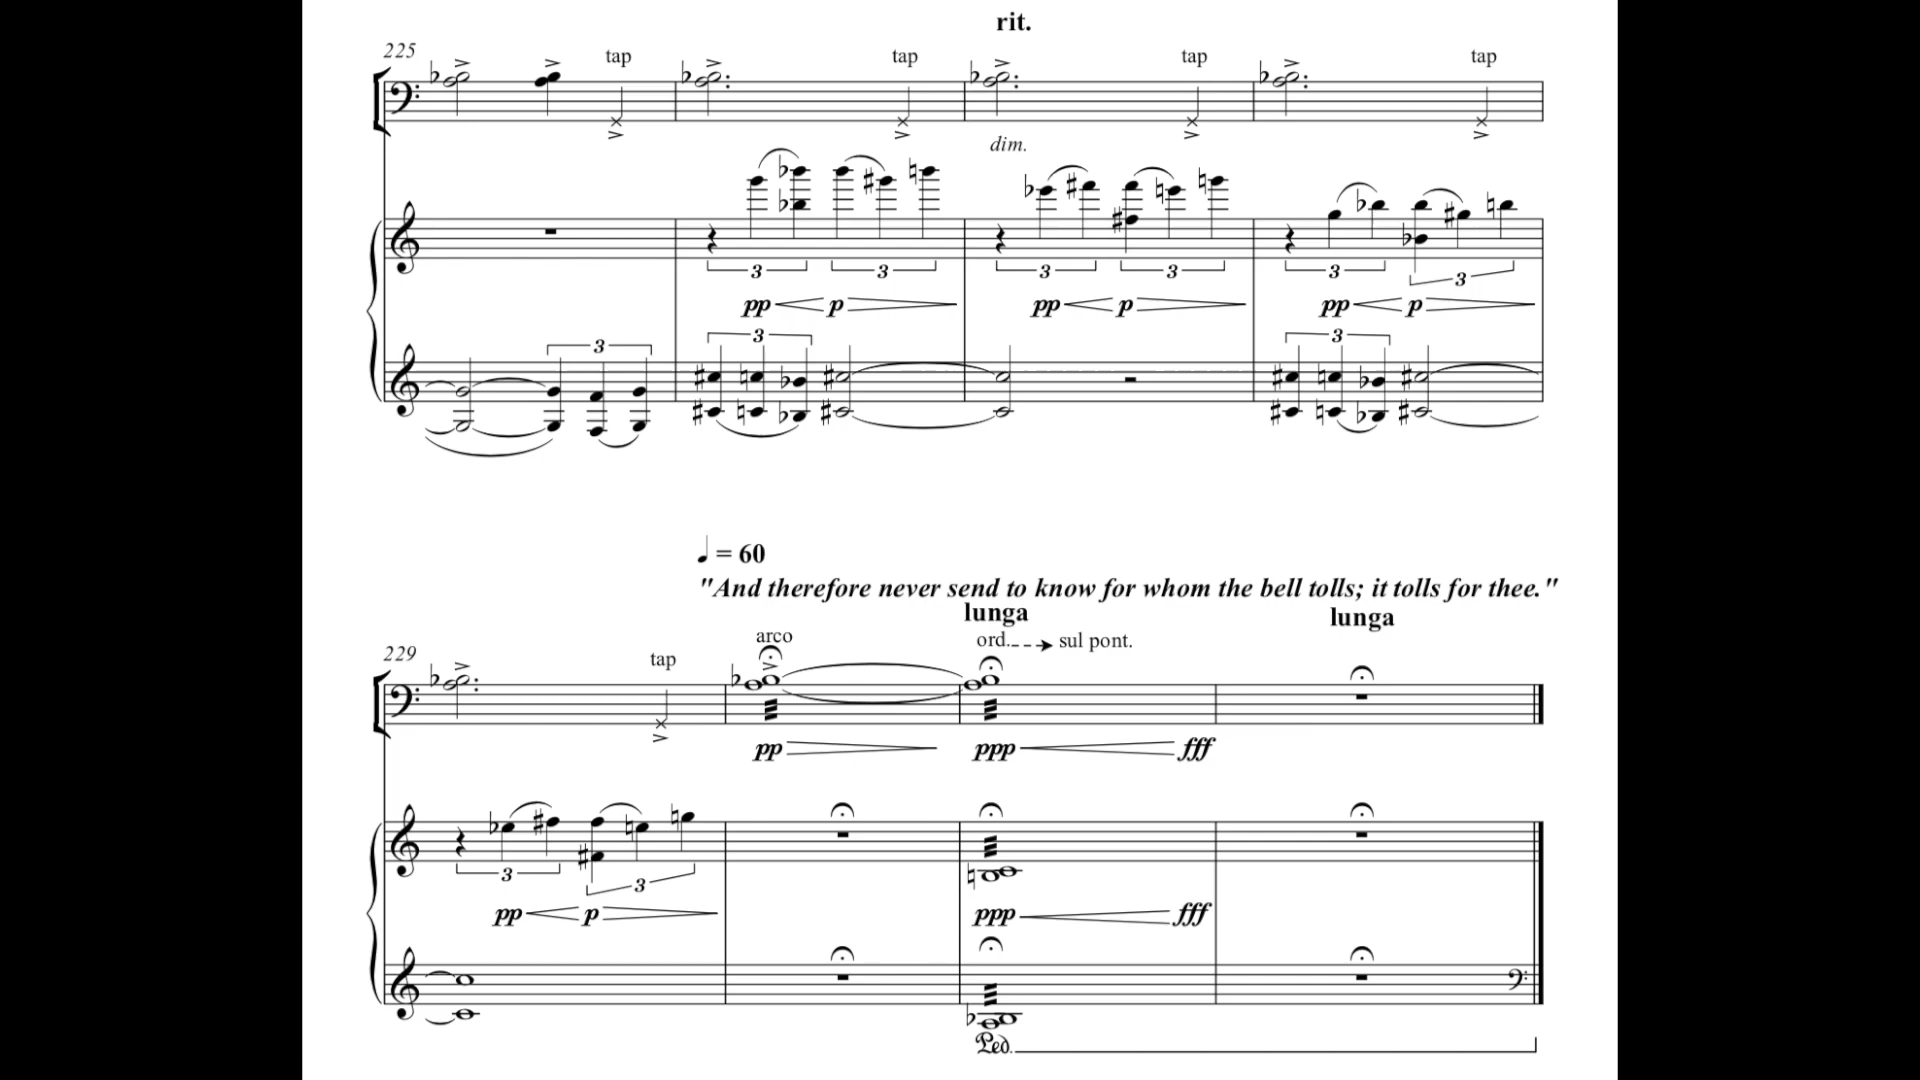 rit.
225 tap tap tap tap
dim.
3 3 3 3 3 3
pp p pp p pp p
3 3 3
♩ = 60
"And therefore never send to know for whom the bell tolls; it tolls for thee."
lunga lunga
arco ord. sul pont.
229 tap
pp ppp fff
3 3
pp p ppp fff
Ped.